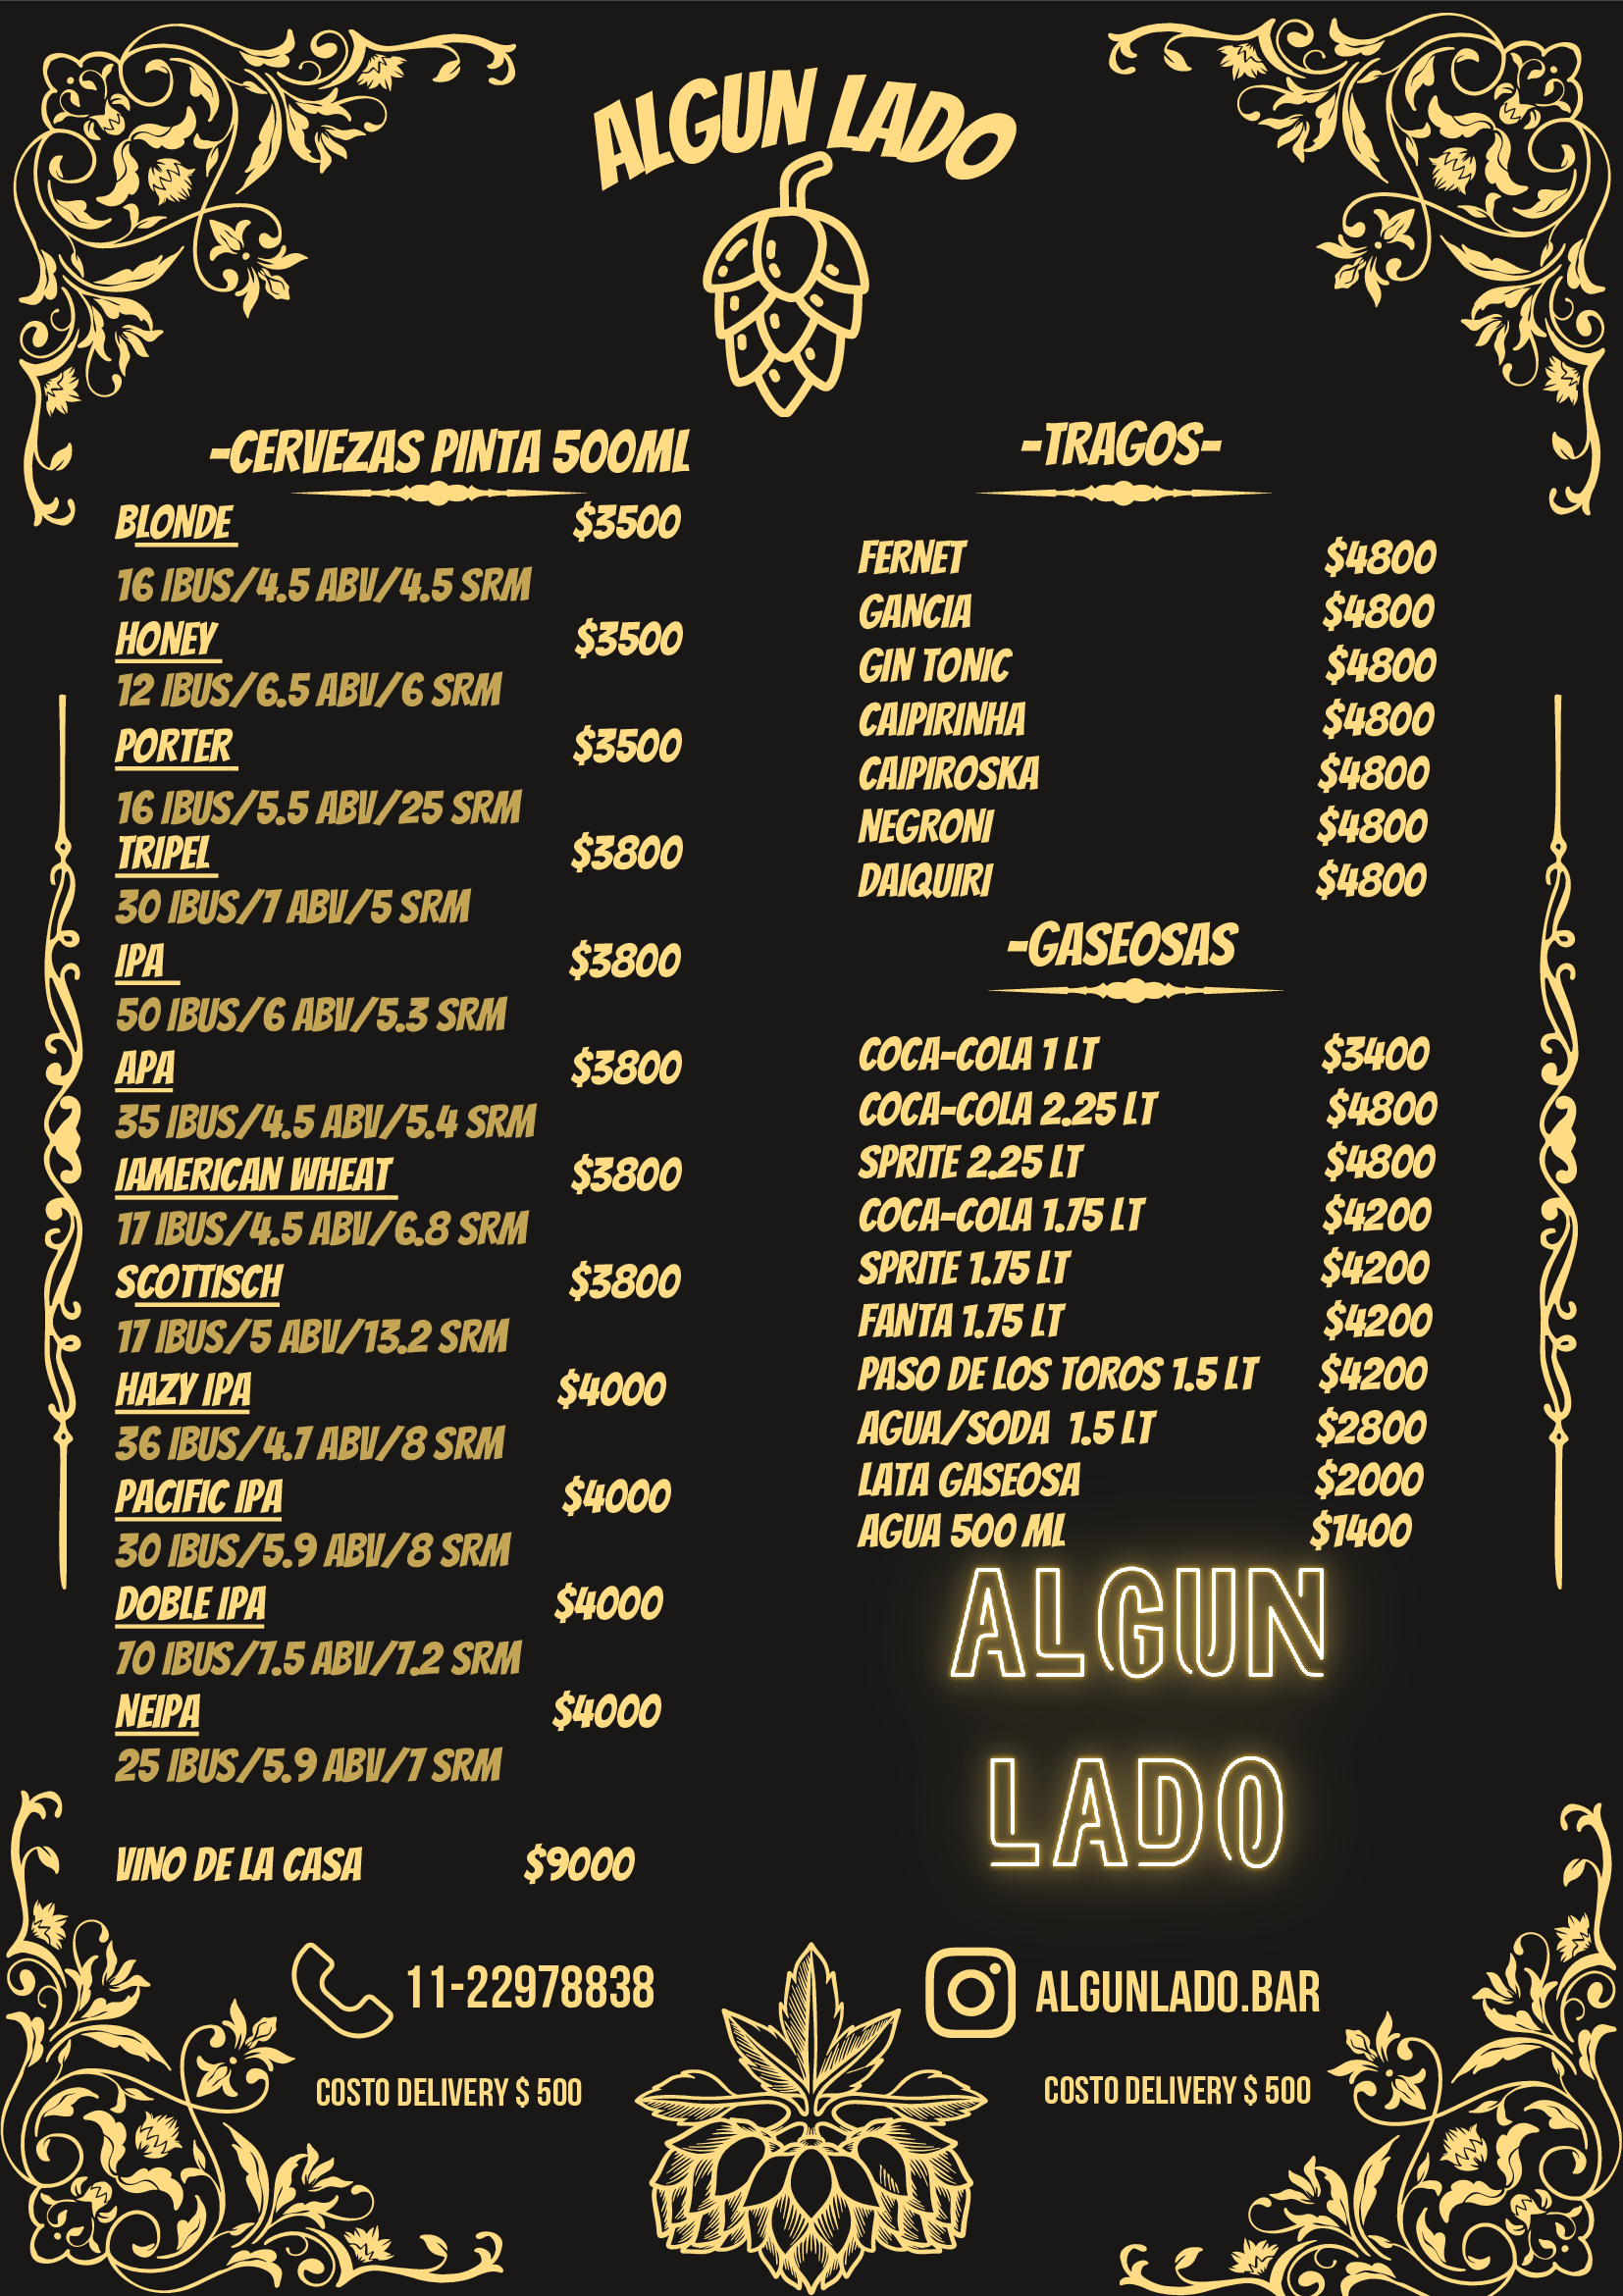 ALGUN LADO
-CERVEZAS PINTA 500ML
BLONDE $3500
16 IBUS/4.5 ABV/4.5 SRM
HONEY $3500
12 IBUS/6.5 ABV/6 SRM
PORTER $3500
16 IBUS/5.5 ABV/25 SRM
TRIPEL $3800
30 IBUS/7 ABV/5 SRM
IPA $3800
50 IBUS/6 ABV/5.3 SRM
APA $3800
35 IBUS/4.5 ABV/5.4 SRM
IAMERICAN WHEAT $3800
17 IBUS/4.5 ABV/6.8 SRM
SCOTTISCH $3800
17 IBUS/5 ABV/13.2 SRM
HAZY IPA $4000
36 IBUS/4.7 ABV/8 SRM
PACIFIC IPA $4000
30 IBUS/5.9 ABV/8 SRM
DOBLE IPA $4000
70 IBUS/7.5 ABV/7.2 SRM
NEIPA $4000
25 IBUS/5.9 ABV/7 SRM
VINO DE LA CASA $9000
-TRAGOS-
FERNET $4800
GANCIA $4800
GIN TONIC $4800
CAIPIRINHA $4800
CAIPIROSKA $4800
NEGRONI $4800
DAIQUIRI $4800
-GASEOSAS
COCA-COLA 1 LT $3400
COCA-COLA 2.25 LT $4800
SPRITE 2.25 LT $4800
COCA-COLA 1.75 LT $4200
SPRITE 1.75 LT $4200
FANTA 1.75 LT $4200
PASO DE LOS TOROS 1.5 LT $4200
AGUA/SODA 1.5 LT $2800
LATA GASEOSA $2000
AGUA 500 ML $1400
ALGUN
LADO
11-22978838
COSTO DELIVERY $ 500
ALGUNLADO.BAR
COSTO DELIVERY $ 500